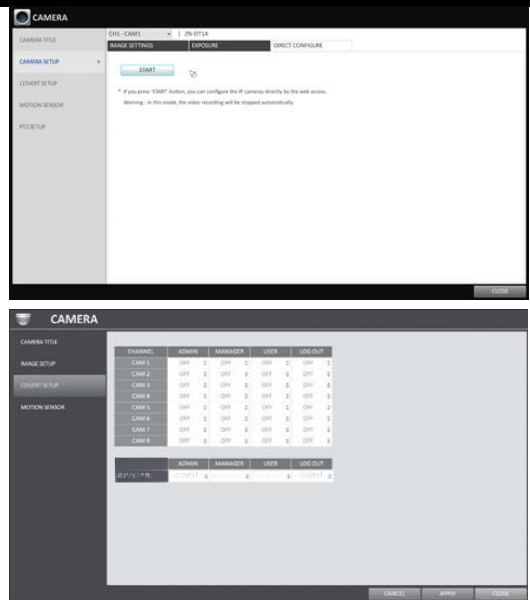 CAMERA
CAMERA TITLE
CAMERA SETUP
COVERT SETUP
MOTION SENSOR
PTZ SETUP
CH1 - CAM1 | ZN-DT1A
IMAGE SETTINGS EXPOSURE DIRECT CONFIGURE
START
* If you press "START" button, you can configure the IP cameras directly by the web access.
Warning : In this mode, the video recording will be stopped automatically.
CLOSE
CAMERA
CAMERA TITLE
IMAGE SETUP
COVERT SETUP
MOTION SENSOR
CHANNEL ADMIN MANAGER USER LOG OUT
CAM 1 OFF OFF OFF OFF
CAM 2 OFF OFF OFF OFF
CAM 3 OFF OFF OFF OFF
CAM 4 OFF OFF OFF OFF
CAM 5 OFF OFF OFF OFF
CAM 6 OFF OFF OFF OFF
CAM 7 OFF OFF OFF OFF
CAM 8 OFF OFF OFF OFF
ADMIN MANAGER USER LOG OUT
CANCEL APPLY CLOSE